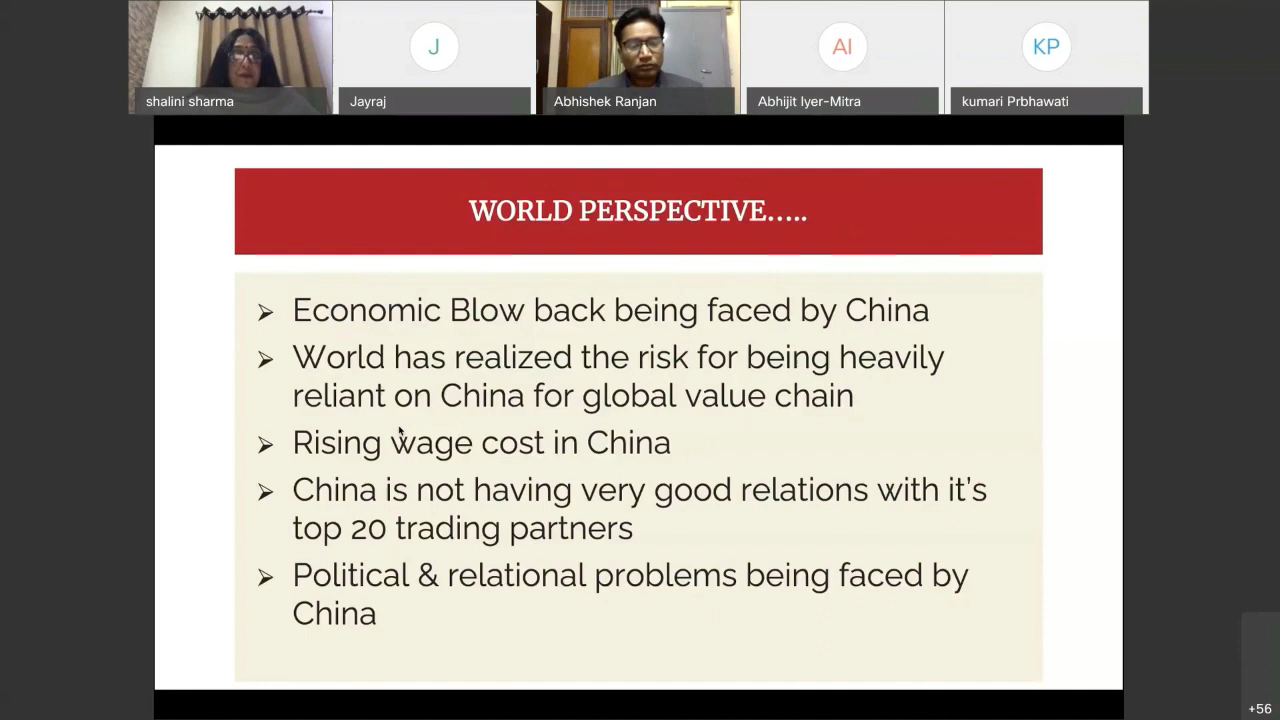 J
AI
KP
shalini sharma
Jayraj
Abhishek Ranjan
Abhijit Iyer-Mitra
kumari Prbhawati
WORLD PERSPECTIVE.....
➢ Economic Blow back being faced by China
➢ World has realized the risk for being heavily
reliant on China for global value chain
➢ Rising wage cost in China
➢ China is not having very good relations with it's
top 20 trading partners
➢ Political & relational problems being faced by
China
+56